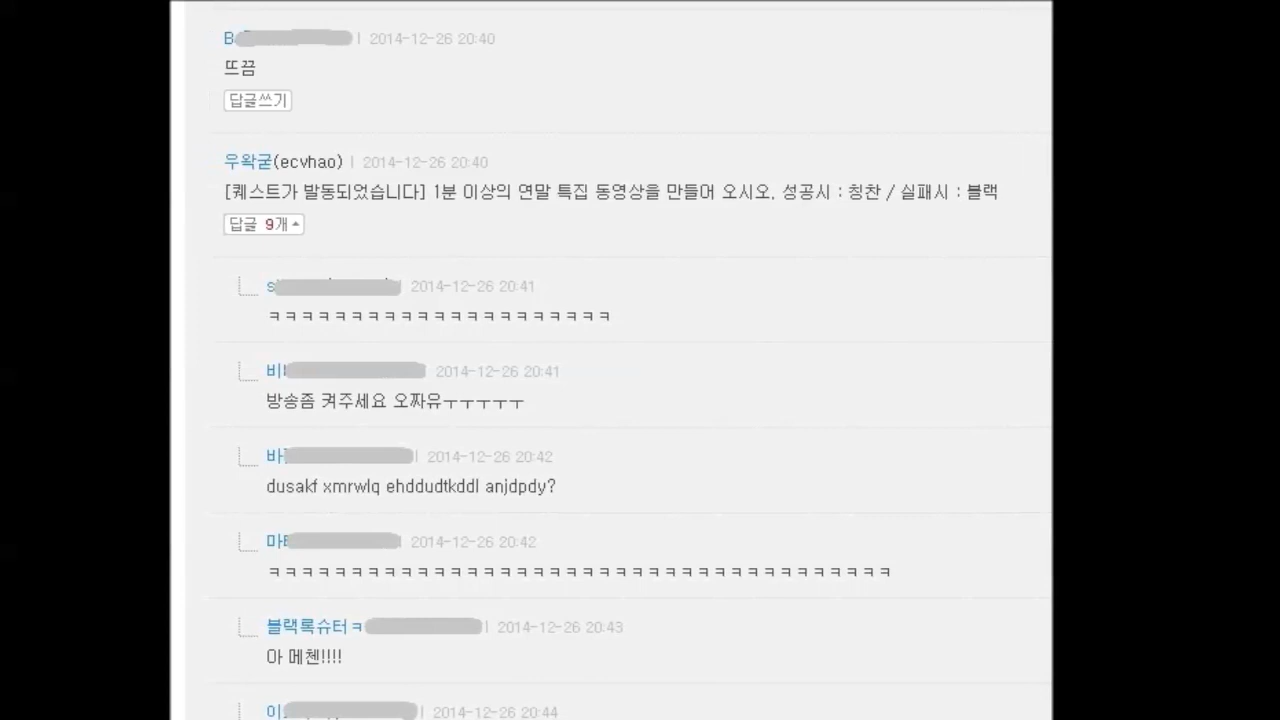 B
| 2014-12-26 20:40
뜨끔
답글쓰기
우왁굳(ecvhao) | 2014-12-26 20:40
[퀘스트가 발동되었습니다] 1분 이상의 연말 특집 동영상을 만들어 오시오. 성공시 : 칭찬 / 실패시 : 블랙
답글 9개
s 2014-12-26 20:41
ㅋㅋㅋㅋㅋㅋㅋㅋㅋㅋㅋㅋㅋㅋㅋㅋㅋㅋㅋㅋㅋ
비 2014-12-26 20:41
방송좀 켜주세요 오짜유ㅜㅜㅜㅜㅜ
바 | 2014-12-26 20:42
dusakf xmrwlq ehddudtkddl anjdpdy?
마 2014-12-26 20:42
ㅋㅋㅋㅋㅋㅋㅋㅋㅋㅋㅋㅋㅋㅋㅋㅋㅋㅋㅋㅋㅋㅋㅋㅋㅋㅋㅋㅋㅋㅋㅋㅋㅋㅋㅋㅋㅋㅋ
블랙록슈터ㅋ | 2014-12-26 20:43
아 메첸!!!!
이 | 2014-12-26 20:44